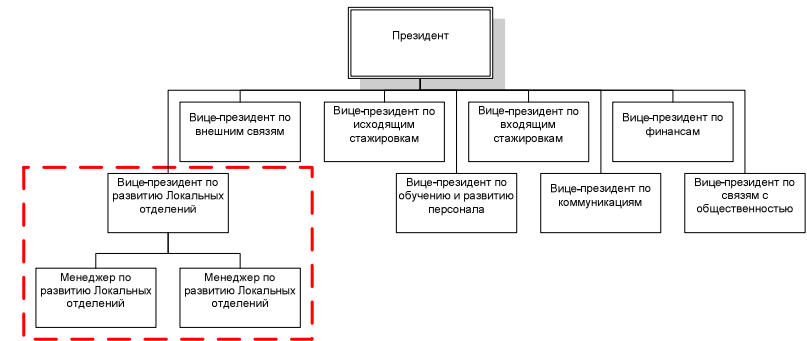 Президент
Вице-президент по
внешним связям
Вице-президент по
исходящим
стажировкам
Вице-президент по
входящим
стажировкам
Вице-президент по
финансам
Вице-президент по
развитию Локальных
отделений
Вице-президент по
обучению и развитию
персонала
Вице-президент по
коммуникациям
Вице-президент по
связям с
общественностью
Менеджер по
развитию Локальных
отделений
Менеджер по
развитию Локальных
отделений